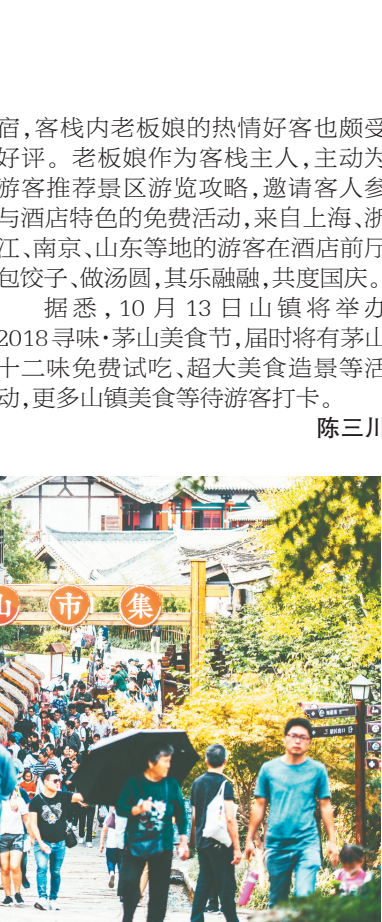 宿，客栈内老板娘的热情好客也颇受
好评。老板娘作为客栈主人，主动为
游客推荐景区游览攻略，邀请客人参
与酒店特色的免费活动，来自上海、浙
江、南京、山东等地的游客在酒店前厅
包饺子、做汤圆，其乐融融，共度国庆。
据悉，10月13日山镇将举办
2018寻味·茅山美食节，届时将有茅山
十二味免费试吃、超大美食造景等活
动，更多山镇美食等待游客打卡。
陈三川
山市集